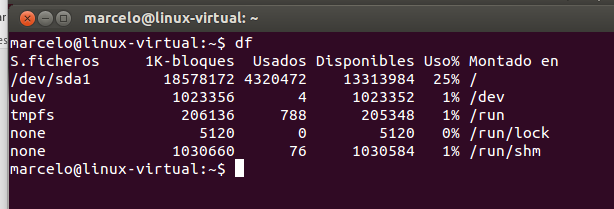 marcelo@linux-virtual: ~
marcelo@linux-virtual:~$ df
S.ficheros 1K-bloques Usados Disponibles Uso% Montado en
/dev/sda1 18578172 4320472 13313984 25% /
udev 1023356 4 1023352 1% /dev
tmpfs 206136 788 205348 1% /run
none 5120 0 5120 0% /run/lock
none 1030660 76 1030584 1% /run/shm
marcelo@linux-virtual:~$